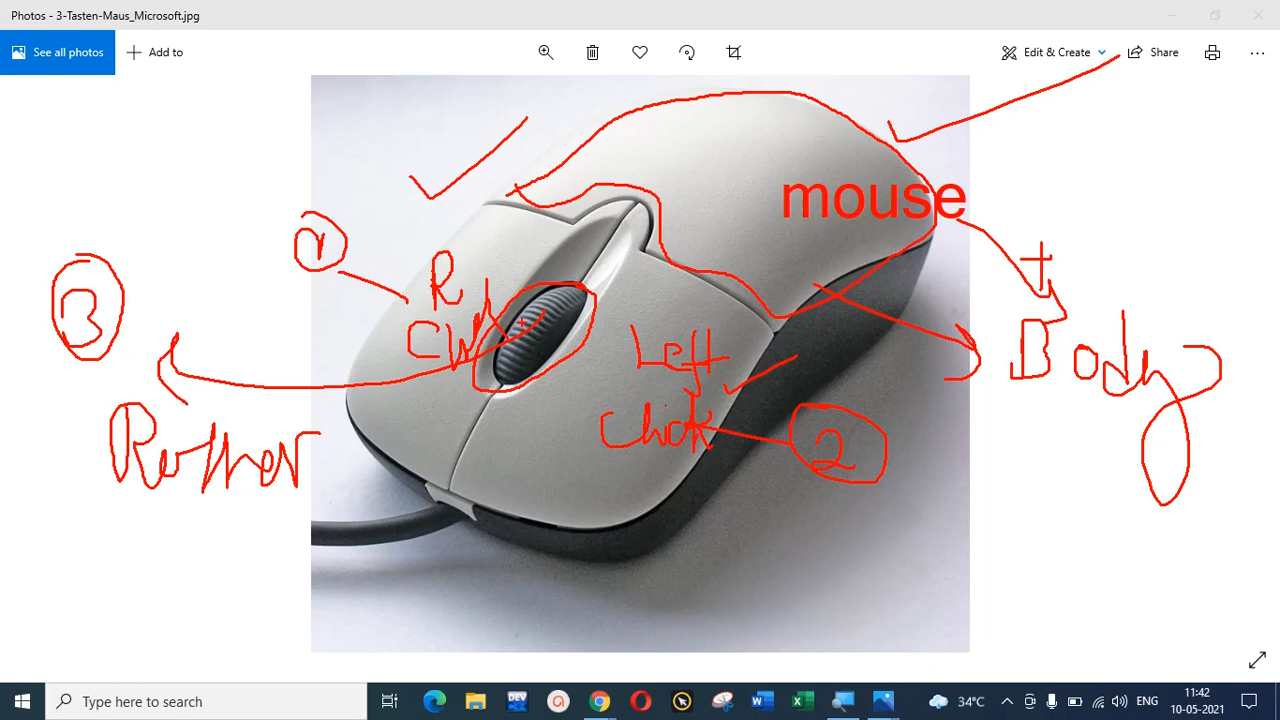 Photos - 3-Tasten-Maus_Microsoft.jpg
See all photos
Add to
Edit & Create
Share
mouse
1
R
Click
3
Left
Click
2
Body
Type here to search
DEV
34°C
ENG
11:42
10-05-2021